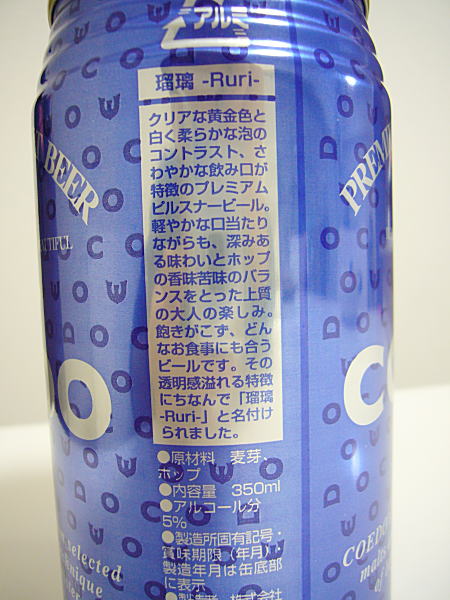 アルミ
瑠璃 -Ruri-
クリアな黄金色と
白く柔らかな泡の
コントラスト、さ
わやかな飲み口が
特徴のプレミアム
ピルスナービール。
軽やかな口当たり
ながらも、深みあ
る味わいとホップ
の香味苦味のバラ
ンスをとった上質
の大人の楽しみ。
飽きがこず、どん
なお食事にも合う
ビールです。その
透明感溢れる特徴
にちなんで「瑠璃
-Ruri-」と名付け
られました。
●原材料 麦芽、
ホップ
●内容量 350ml
●アルコール分
5%
●製造所固有記号・
賞味期限（年月）・
製造年月は缶底部
に表示
●製造者 株式会社
BEER
selected
COEDO
malts
of